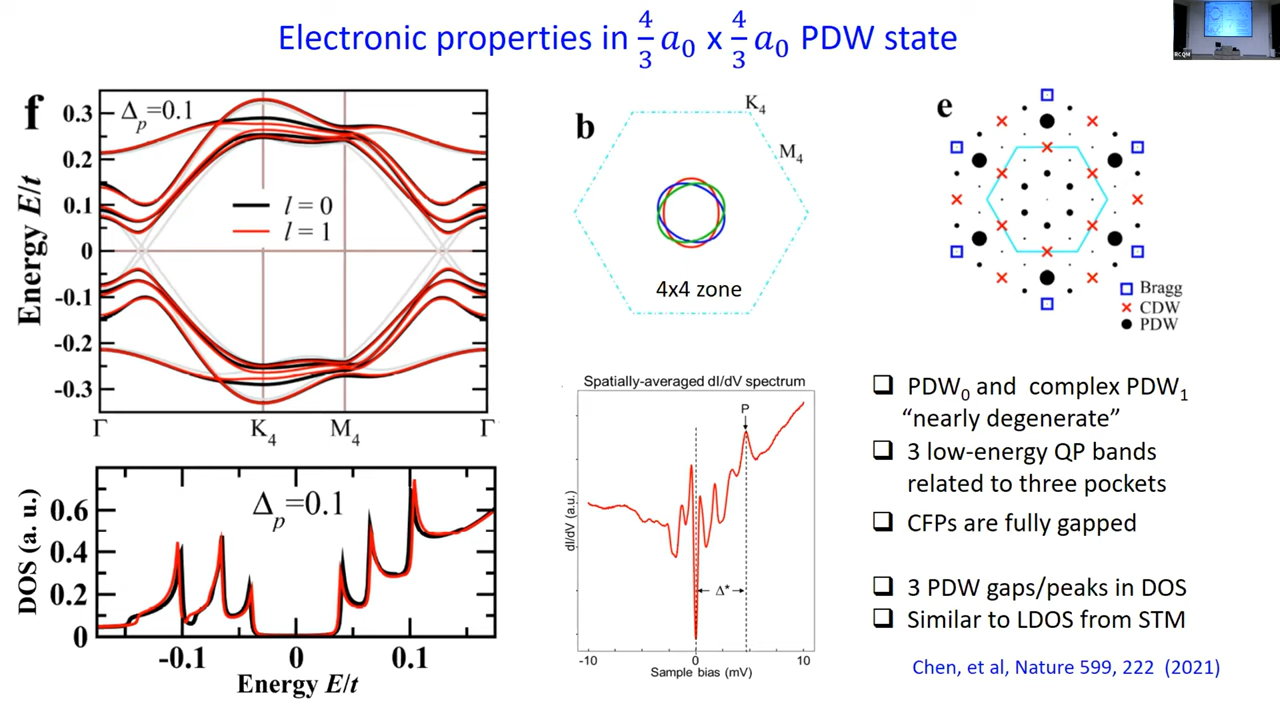 Electronic properties in 4/3 a₀ x 4/3 a₀ PDW state
RCQM
f
Δp=0.1
l=0
l=1
Energy E/t
0.3
0.2
0.1
0
-0.1
-0.2
-0.3
Γ K₄ M₄ Γ
b
K₄
M₄
4x4 zone
e
Bragg
CDW
PDW
DOS (a. u.)
Δp=0.1
0.6
0.4
0.2
0
-0.1 0 0.1
Energy E/t
Spatially-averaged dI/dV spectrum
P
dI/dV (a.u.)
Δ*
-10 0 10
Sample bias (mV)
❑ PDW₀ and complex PDW₁
“nearly degenerate”
❑ 3 low-energy QP bands
related to three pockets
❑ CFPs are fully gapped
❑ 3 PDW gaps/peaks in DOS
❑ Similar to LDOS from STM
Chen, et al, Nature 599, 222 (2021)